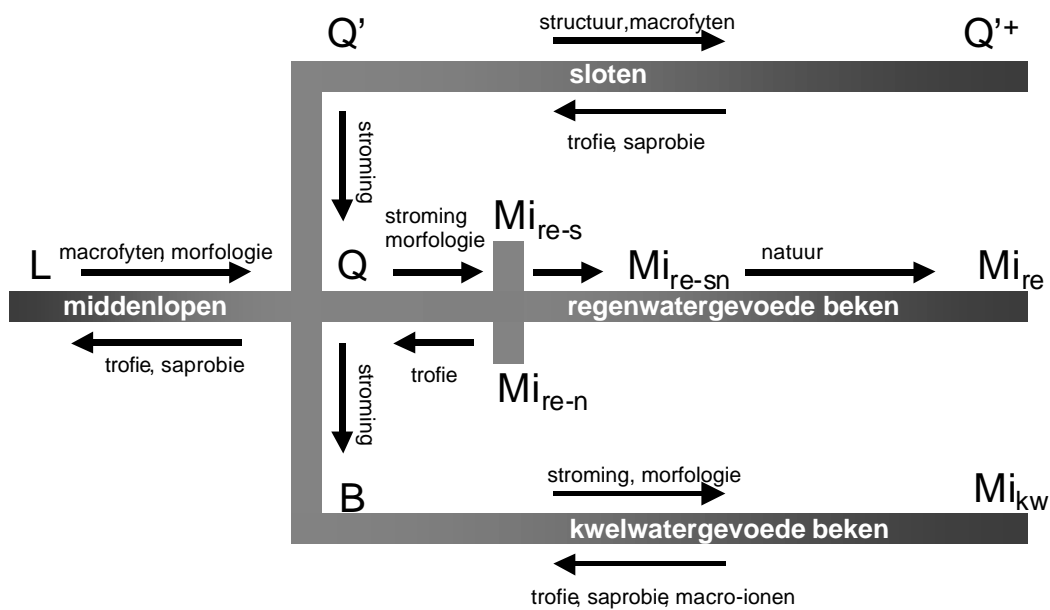 Q’ structuur,macrofyten Q’+
sloten
trofie, saprobie
stroming
stroming
morfologie
Mi re-s
L macrofyten, morfologie Q Mi re-sn natuur Mi re
middenlopen regenwatergevoede beken
trofie, saprobie
trofie
Mi re-n
stroming
B stroming, morfologie Mi kw
kwelwatergevoede beken
trofie, saprobie, macro-ionen